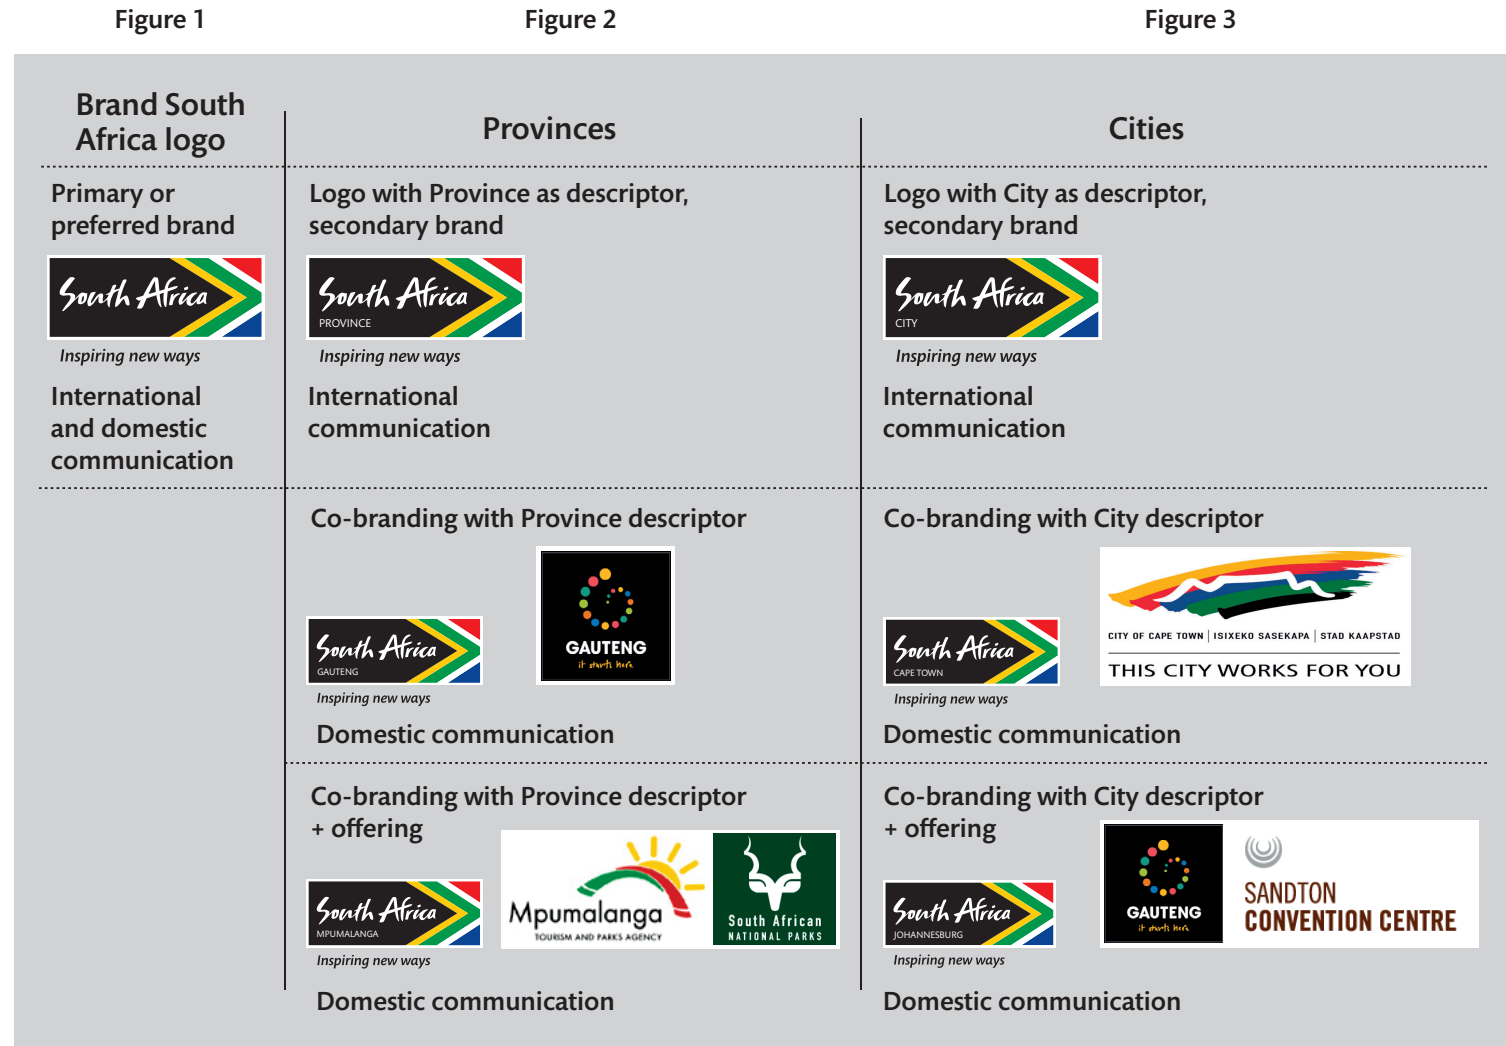 Figure 1
Figure 2
Figure 3
Brand South
Africa logo
Provinces
Cities
Primary or
preferred brand
South Africa
Inspiring new ways
International
and domestic
communication
Logo with Province as descriptor,
secondary brand
South Africa
PROVINCE
Inspiring new ways
International
communication
Logo with City as descriptor,
secondary brand
South Africa
CITY
Inspiring new ways
International
communication
Co-branding with Province descriptor
South Africa
GAUTENG
Inspiring new ways
GAUTENG
it starts here
Domestic communication
Co-branding with City descriptor
South Africa
CAPE TOWN
Inspiring new ways
CITY OF CAPE TOWN | ISIXEKO SASEKAPA | STAD KAAPSTAD
THIS CITY WORKS FOR YOU
Domestic communication
Co-branding with Province descriptor
+ offering
South Africa
MPUMALANGA
Inspiring new ways
Mpumalanga
TOURISM AND PARKS AGENCY
South African
NATIONAL PARKS
Domestic communication
Co-branding with City descriptor
+ offering
South Africa
JOHANNESBURG
Inspiring new ways
GAUTENG
it starts here
SANDTON
CONVENTION CENTRE
Domestic communication